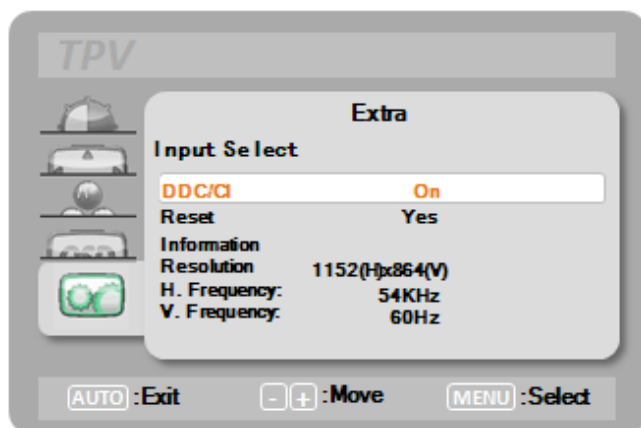 TPV
Extra
Input Select
DDC/CI On
Reset Yes
Information
Resolution 1152(H)x864(V)
H. Frequency: 54KHz
V. Frequency: 60Hz
OSD
AUTO :Exit - + :Move MENU :Select